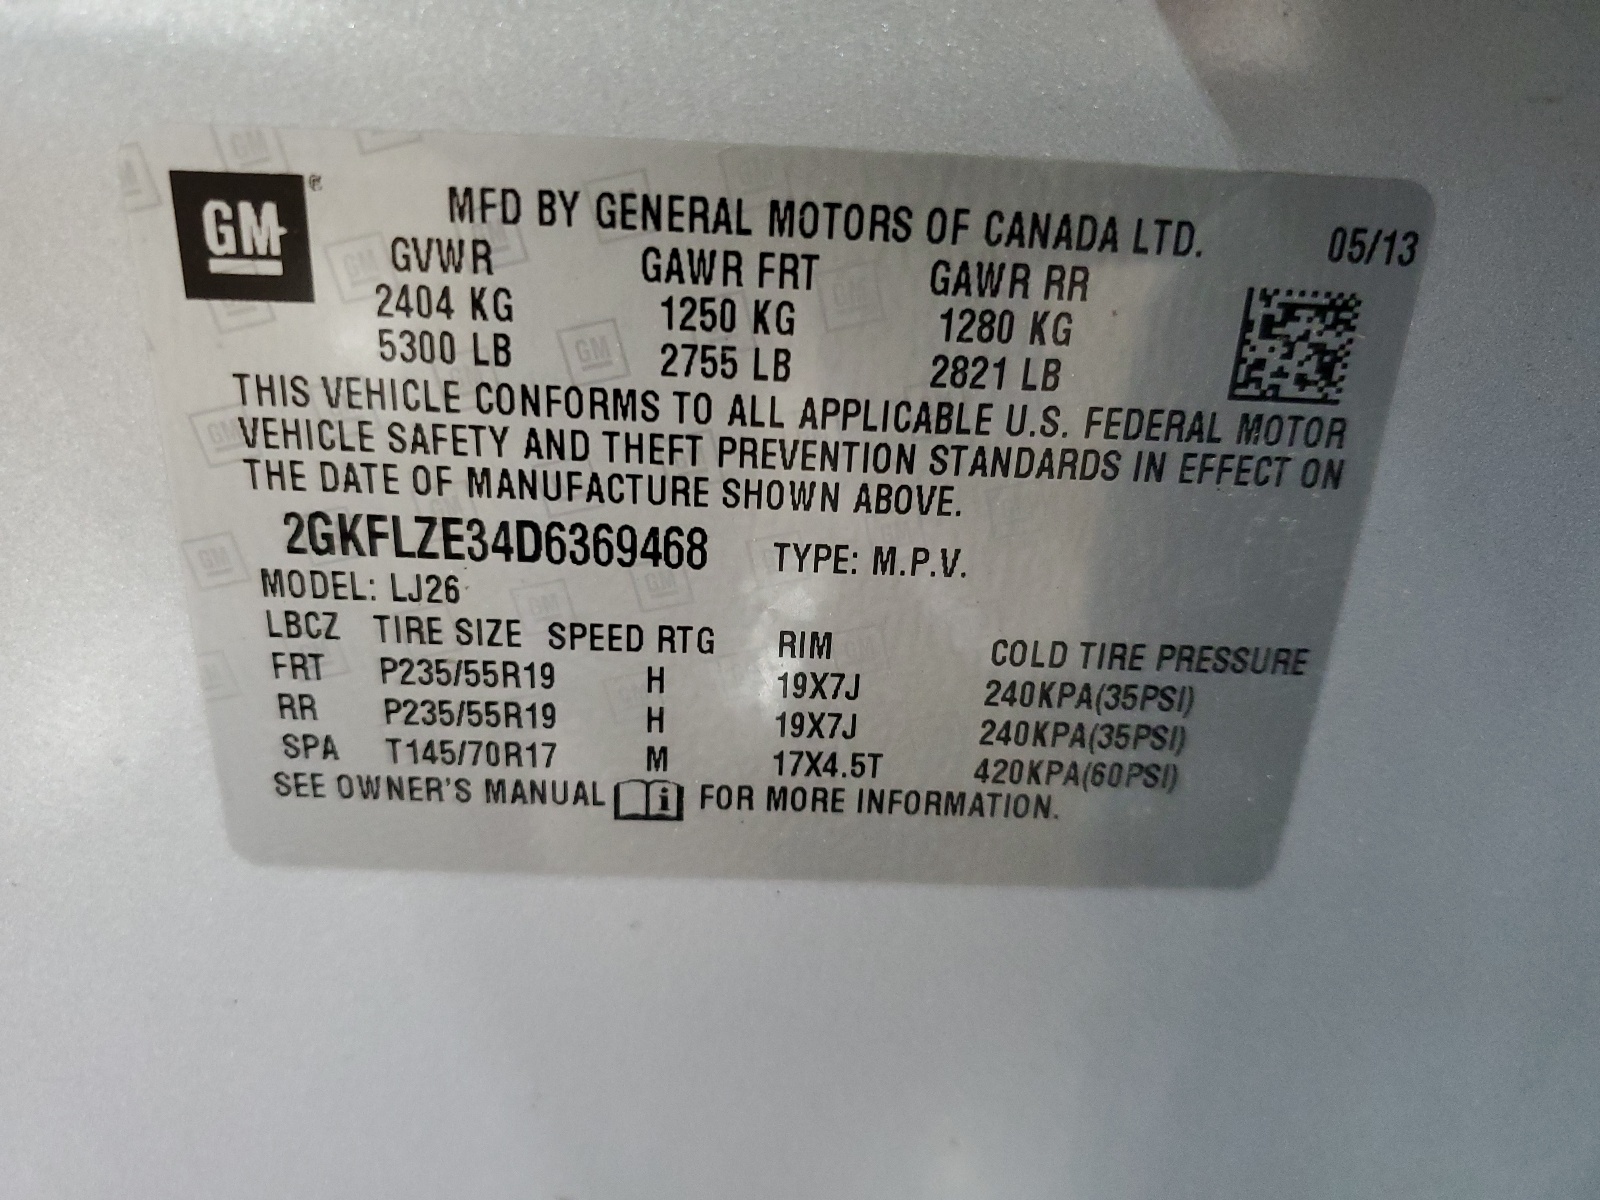 GM®
MFD BY GENERAL MOTORS OF CANADA LTD. 05/13
GVWR GAWR FRT GAWR RR
2404 KG 1250 KG 1280 KG
5300 LB 2755 LB 2821 LB
THIS VEHICLE CONFORMS TO ALL APPLICABLE U.S. FEDERAL MOTOR
VEHICLE SAFETY AND THEFT PREVENTION STANDARDS IN EFFECT ON
THE DATE OF MANUFACTURE SHOWN ABOVE.
2GKFLZE34D6369468 TYPE: M.P.V.
MODEL: LJ26
LBCZ TIRE SIZE SPEED RTG RIM COLD TIRE PRESSURE
FRT P235/55R19 H 19X7J 240KPA(35PSI)
RR P235/55R19 H 19X7J 240KPA(35PSI)
SPA T145/70R17 M 17X4.5T 420KPA(60PSI)
SEE OWNER'S MANUAL i FOR MORE INFORMATION.